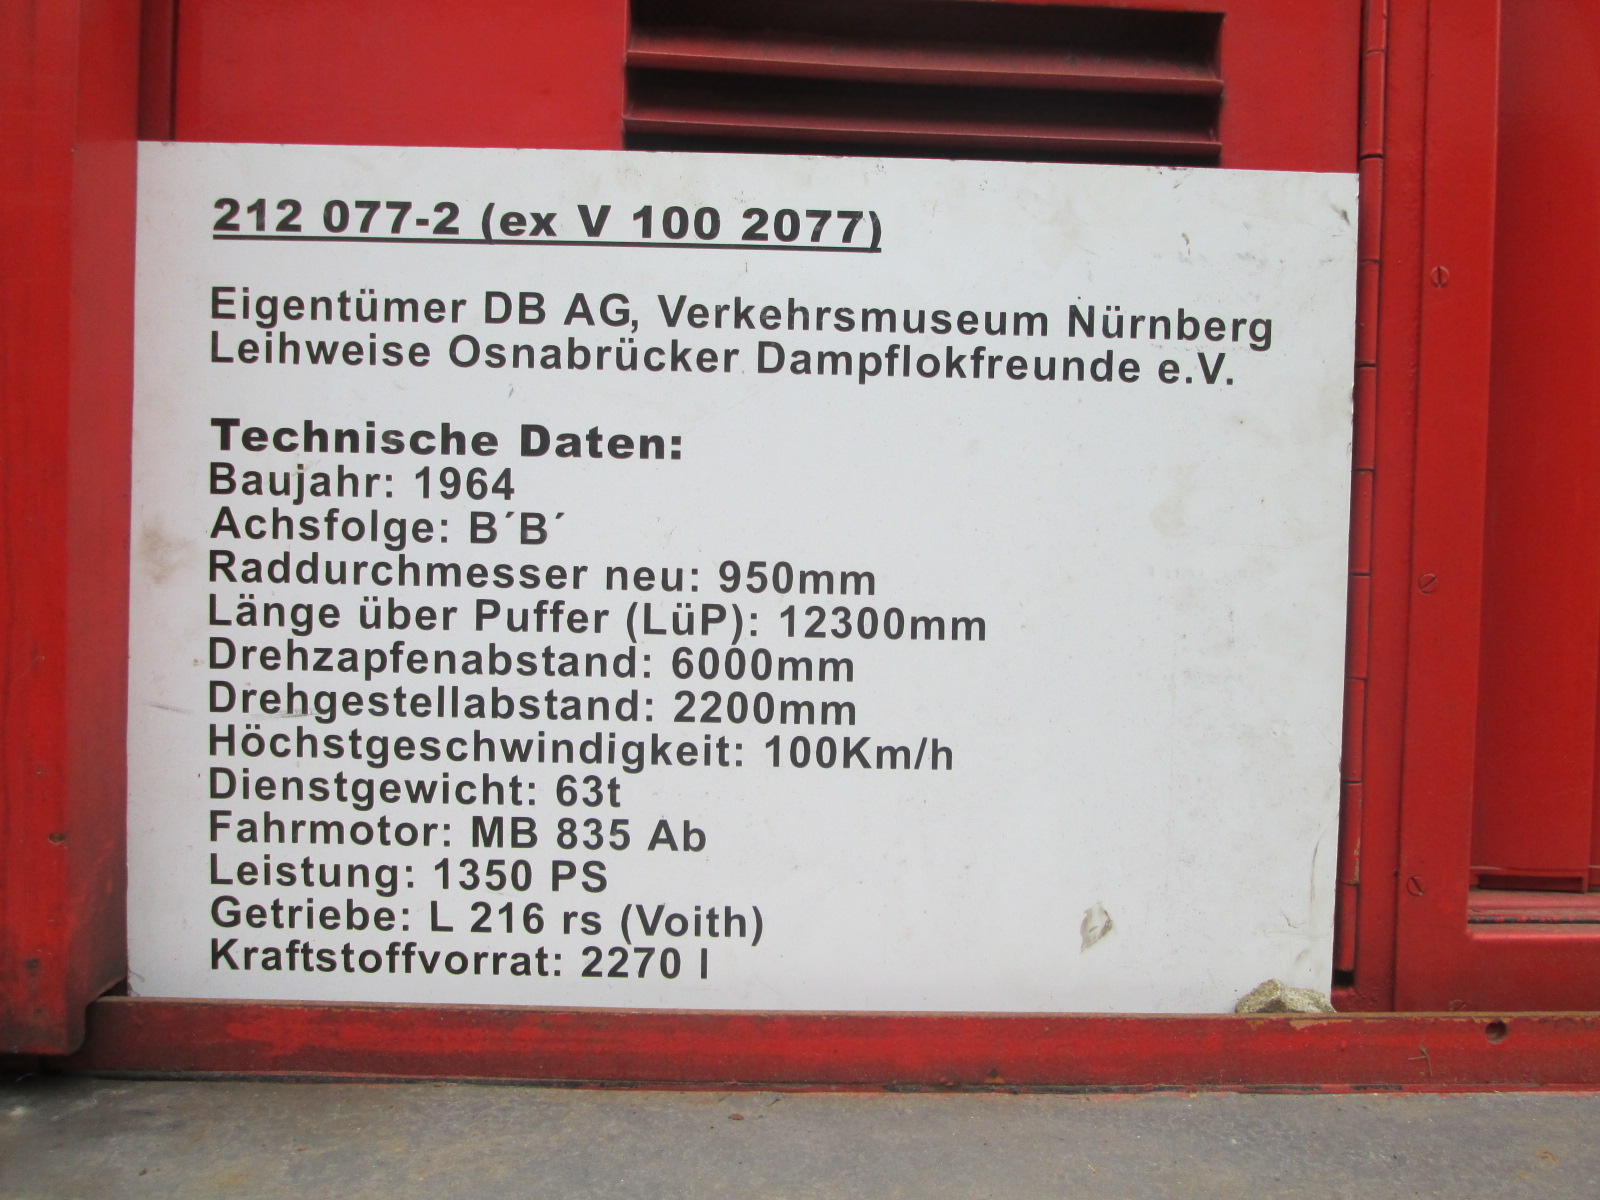 212 077-2 (ex V 100 2077)
Eigentümer DB AG, Verkehrsmuseum Nürnberg
Leihweise Osnabrücker Dampflokfreunde e.V.
Technische Daten:
Baujahr: 1964
Achsfolge: B´B´
Raddurchmesser neu: 950mm
Länge über Puffer (LüP): 12300mm
Drehzapfenabstand: 6000mm
Drehgestellabstand: 2200mm
Höchstgeschwindigkeit: 100Km/h
Dienstgewicht: 63t
Fahrmotor: MB 835 Ab
Leistung: 1350 PS
Getriebe: L 216 rs (Voith)
Kraftstoffvorrat: 2270 l